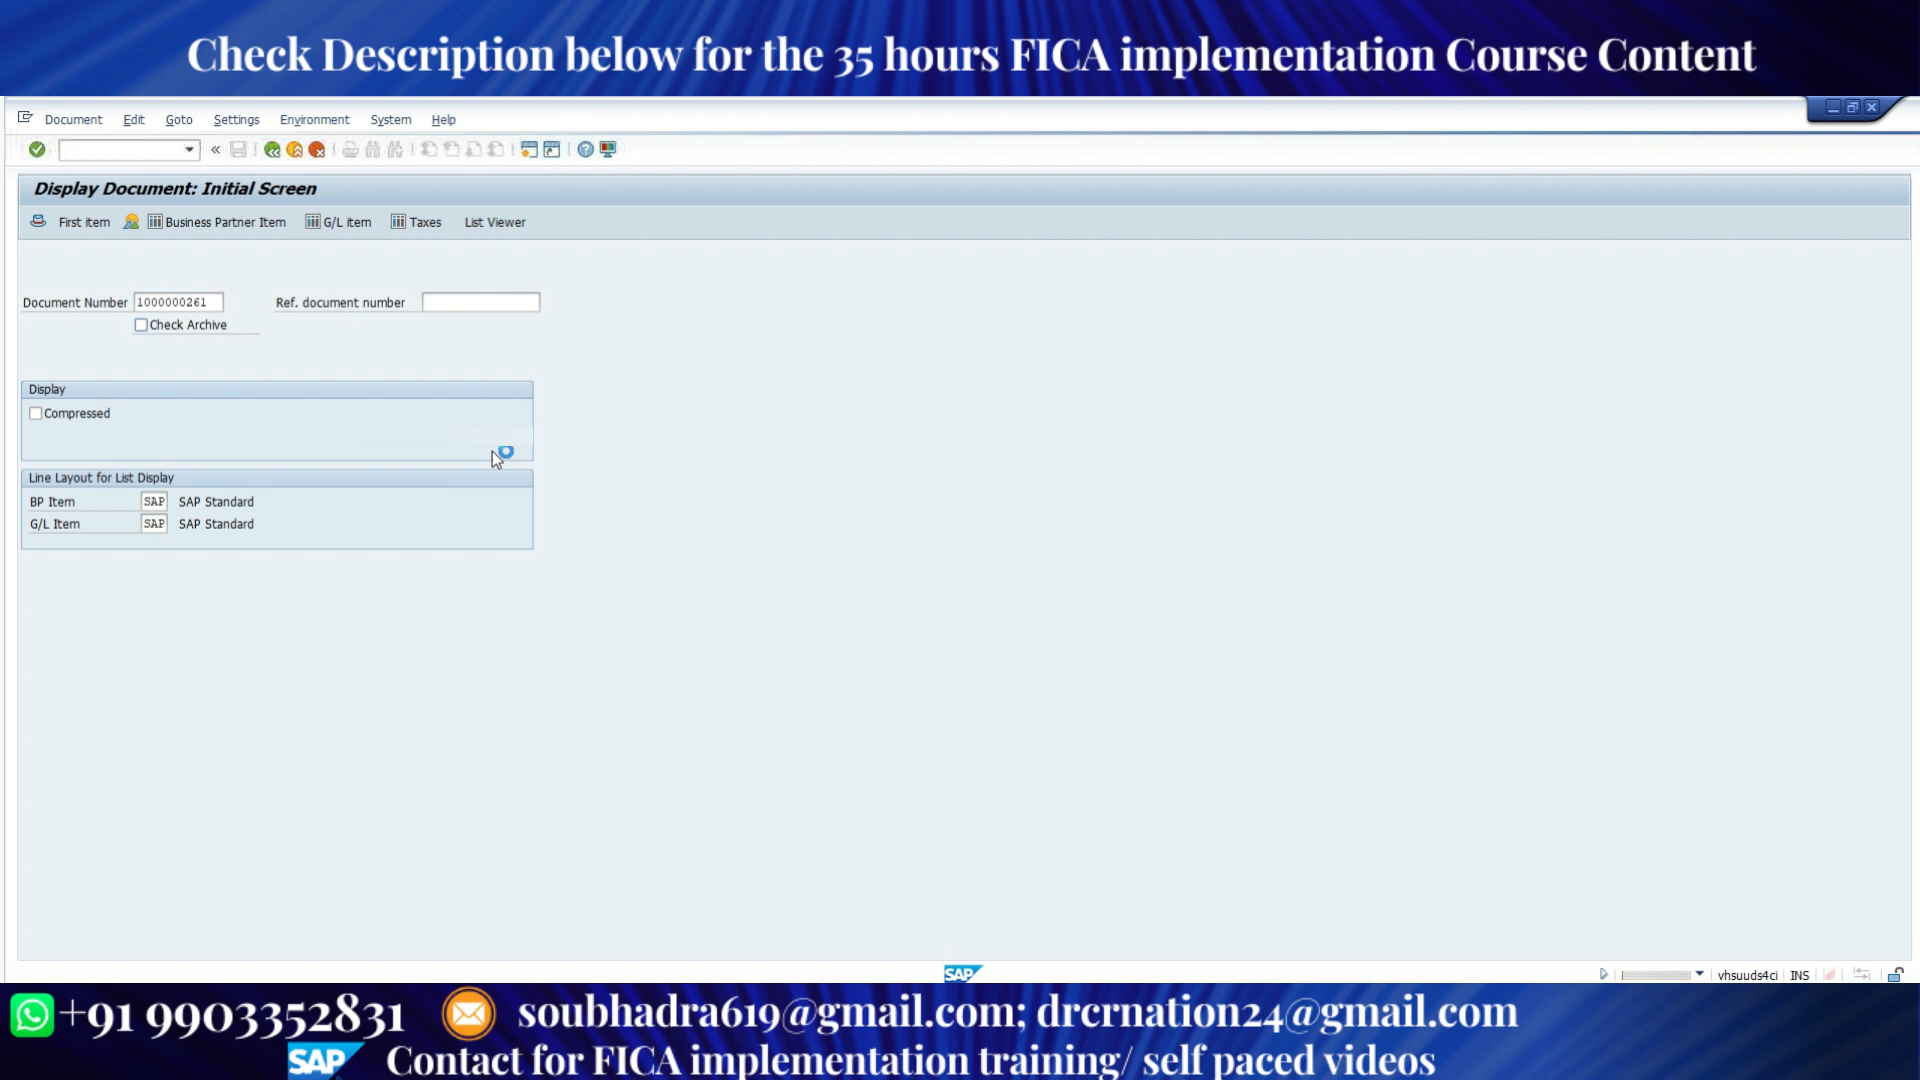 Check Description below for the 35 hours FICA implementation Course Content
Document Edit Goto Settings Environment System Help
Display Document: Initial Screen
First item Business Partner Item G/L item Taxes List Viewer
Document Number 1000000261 Ref. document number
Check Archive
Display
Compressed
Line Layout for List Display
BP Item SAP SAP Standard
G/L Item SAP SAP Standard
SAP vhsuuds4ci INS
+91 9903352831 soubhadra619@gmail.com; drcrnation24@gmail.com
SAP Contact for FICA implementation training/ self paced videos